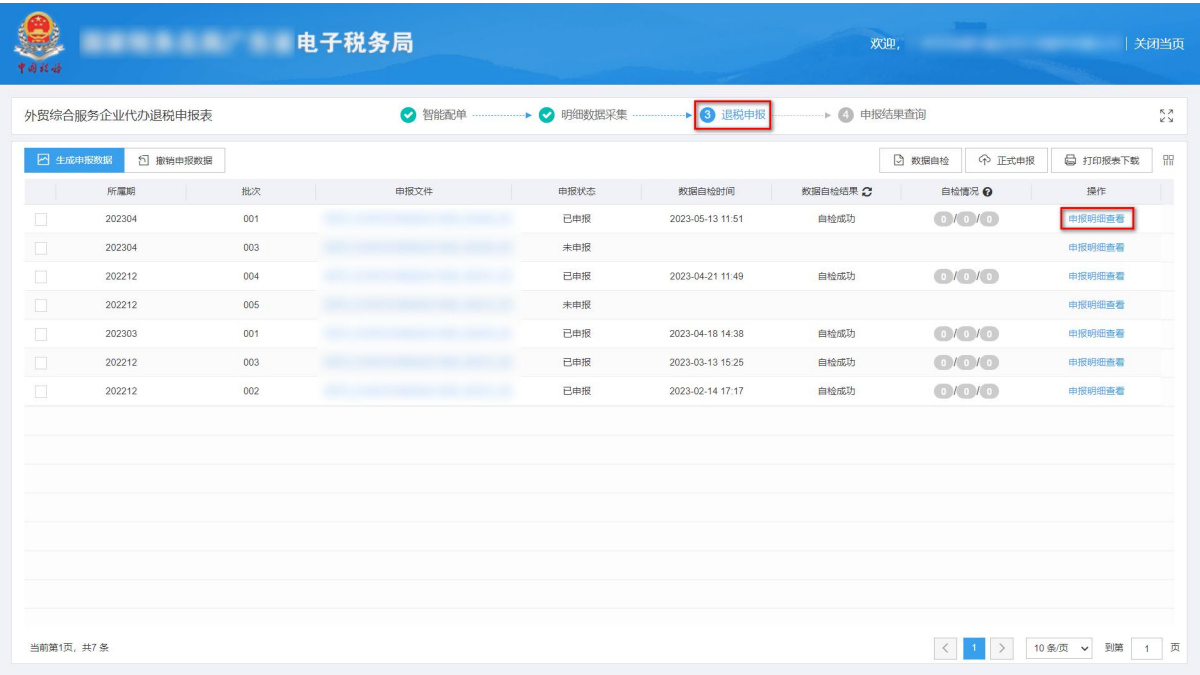 电子税务局
欢迎, | 关闭当页
中国税务
外贸综合服务企业代办退税申报表 智能配单 明细数据采集 3 退税申报 4 申报结果查询
生成申报数据 撤销申报数据 数据自检 正式申报 打印报表下载
所属期 批次 申报文件 申报状态 数据自检时间 数据自检结果 自检情况 操作
202304 001 已申报 2023-05-13 11:51 自检成功 0 / 0 / 0 申报明细查看
202304 003 未申报 申报明细查看
202212 004 已申报 2023-04-21 11:49 自检成功 0 / 0 / 0 申报明细查看
202212 005 未申报 申报明细查看
202303 001 已申报 2023-04-18 14:38 自检成功 0 / 0 / 0 申报明细查看
202212 003 已申报 2023-03-13 15:25 自检成功 0 / 0 / 0 申报明细查看
202212 002 已申报 2023-02-14 17:17 自检成功 0 / 0 / 0 申报明细查看
当前第1页, 共7 条 < 1 > 10 条/页 到第 1 页